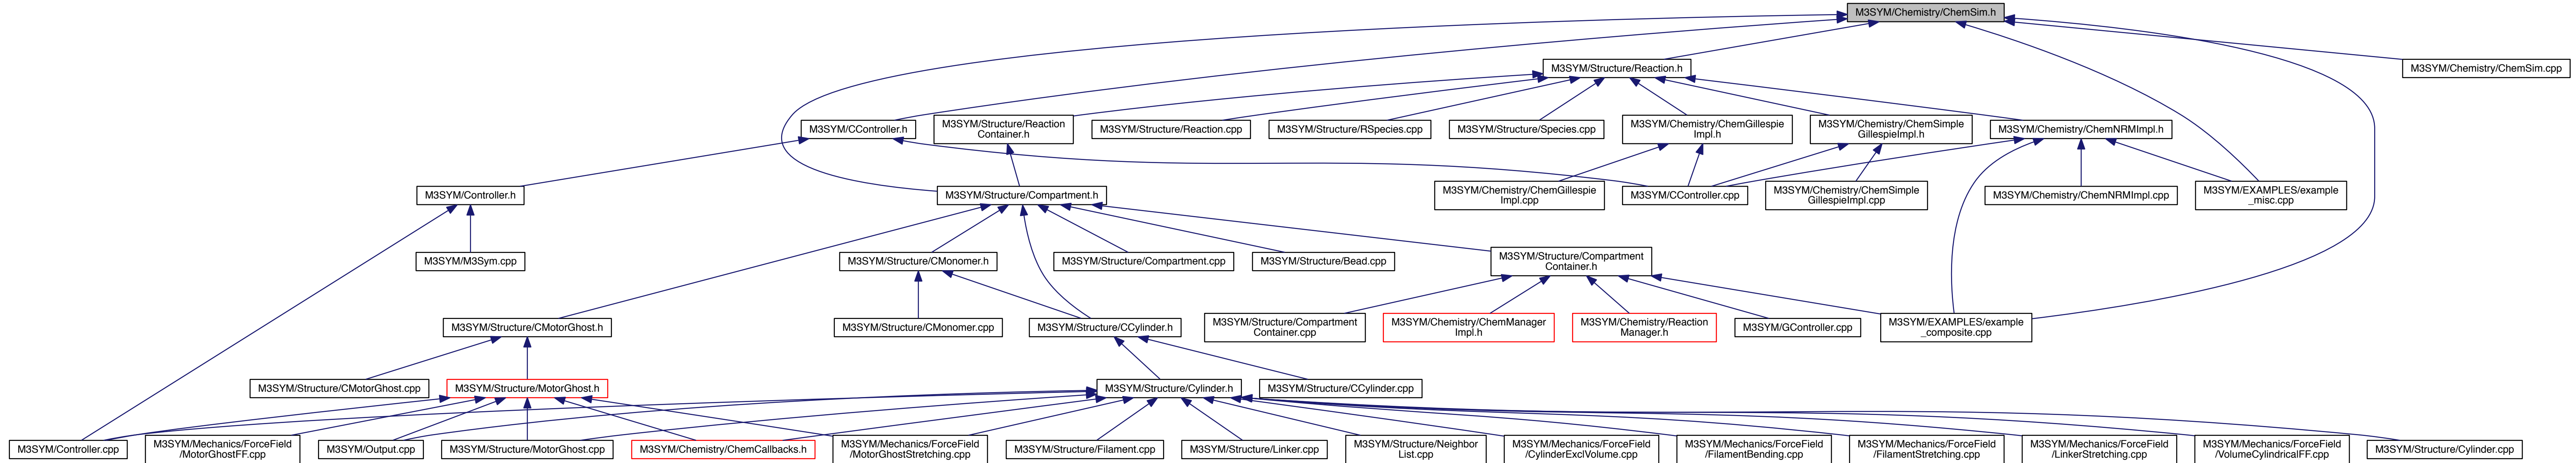 M3SYM/Chemistry/ChemSim.h
M3SYM/Structure/Reaction.h
M3SYM/Chemistry/ChemSim.cpp
M3SYM/CController.h
M3SYM/Structure/Reaction
Container.h
M3SYM/Structure/Reaction.cpp
M3SYM/Structure/RSpecies.cpp
M3SYM/Structure/Species.cpp
M3SYM/Chemistry/ChemGillespie
Impl.h
M3SYM/Chemistry/ChemSimple
GillespieImpl.h
M3SYM/Chemistry/ChemNRMImpl.h
M3SYM/Controller.h
M3SYM/Structure/Compartment.h
M3SYM/Chemistry/ChemGillespie
Impl.cpp
M3SYM/CController.cpp
M3SYM/Chemistry/ChemSimple
GillespieImpl.cpp
M3SYM/Chemistry/ChemNRMImpl.cpp
M3SYM/EXAMPLES/example
_misc.cpp
M3SYM/M3Sym.cpp
M3SYM/Structure/CMonomer.h
M3SYM/Structure/Compartment.cpp
M3SYM/Structure/Bead.cpp
M3SYM/Structure/Compartment
Container.h
M3SYM/Structure/CMotorGhost.h
M3SYM/Structure/CMonomer.cpp
M3SYM/Structure/CCylinder.h
M3SYM/Structure/Compartment
Container.cpp
M3SYM/Chemistry/ChemManager
Impl.h
M3SYM/Chemistry/Reaction
Manager.h
M3SYM/GController.cpp
M3SYM/EXAMPLES/example
_composite.cpp
M3SYM/Structure/CMotorGhost.cpp
M3SYM/Structure/MotorGhost.h
M3SYM/Structure/Cylinder.h
M3SYM/Structure/CCylinder.cpp
M3SYM/Controller.cpp
M3SYM/Mechanics/ForceField
/MotorGhostFF.cpp
M3SYM/Output.cpp
M3SYM/Structure/MotorGhost.cpp
M3SYM/Chemistry/ChemCallbacks.h
M3SYM/Mechanics/ForceField
/MotorGhostStretching.cpp
M3SYM/Structure/Filament.cpp
M3SYM/Structure/Linker.cpp
M3SYM/Structure/Neighbor
List.cpp
M3SYM/Mechanics/ForceField
/CylinderExclVolume.cpp
M3SYM/Mechanics/ForceField
/FilamentBending.cpp
M3SYM/Mechanics/ForceField
/FilamentStretching.cpp
M3SYM/Mechanics/ForceField
/LinkerStretching.cpp
M3SYM/Mechanics/ForceField
/VolumeCylindricalFF.cpp
M3SYM/Structure/Cylinder.cpp